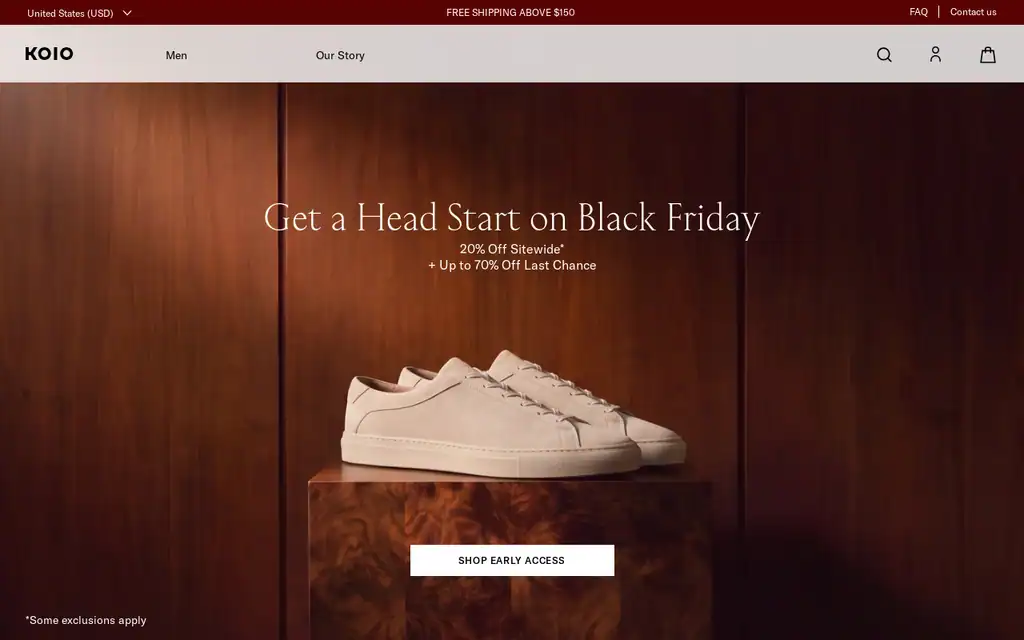 United States (USD)
FREE SHIPPING ABOVE $150
FAQ
Contact us
KOIO
Men
Our Story
Get a Head Start on Black Friday
20% Off Sitewide*
+ Up to 70% Off Last Chance
SHOP EARLY ACCESS
*Some exclusions apply